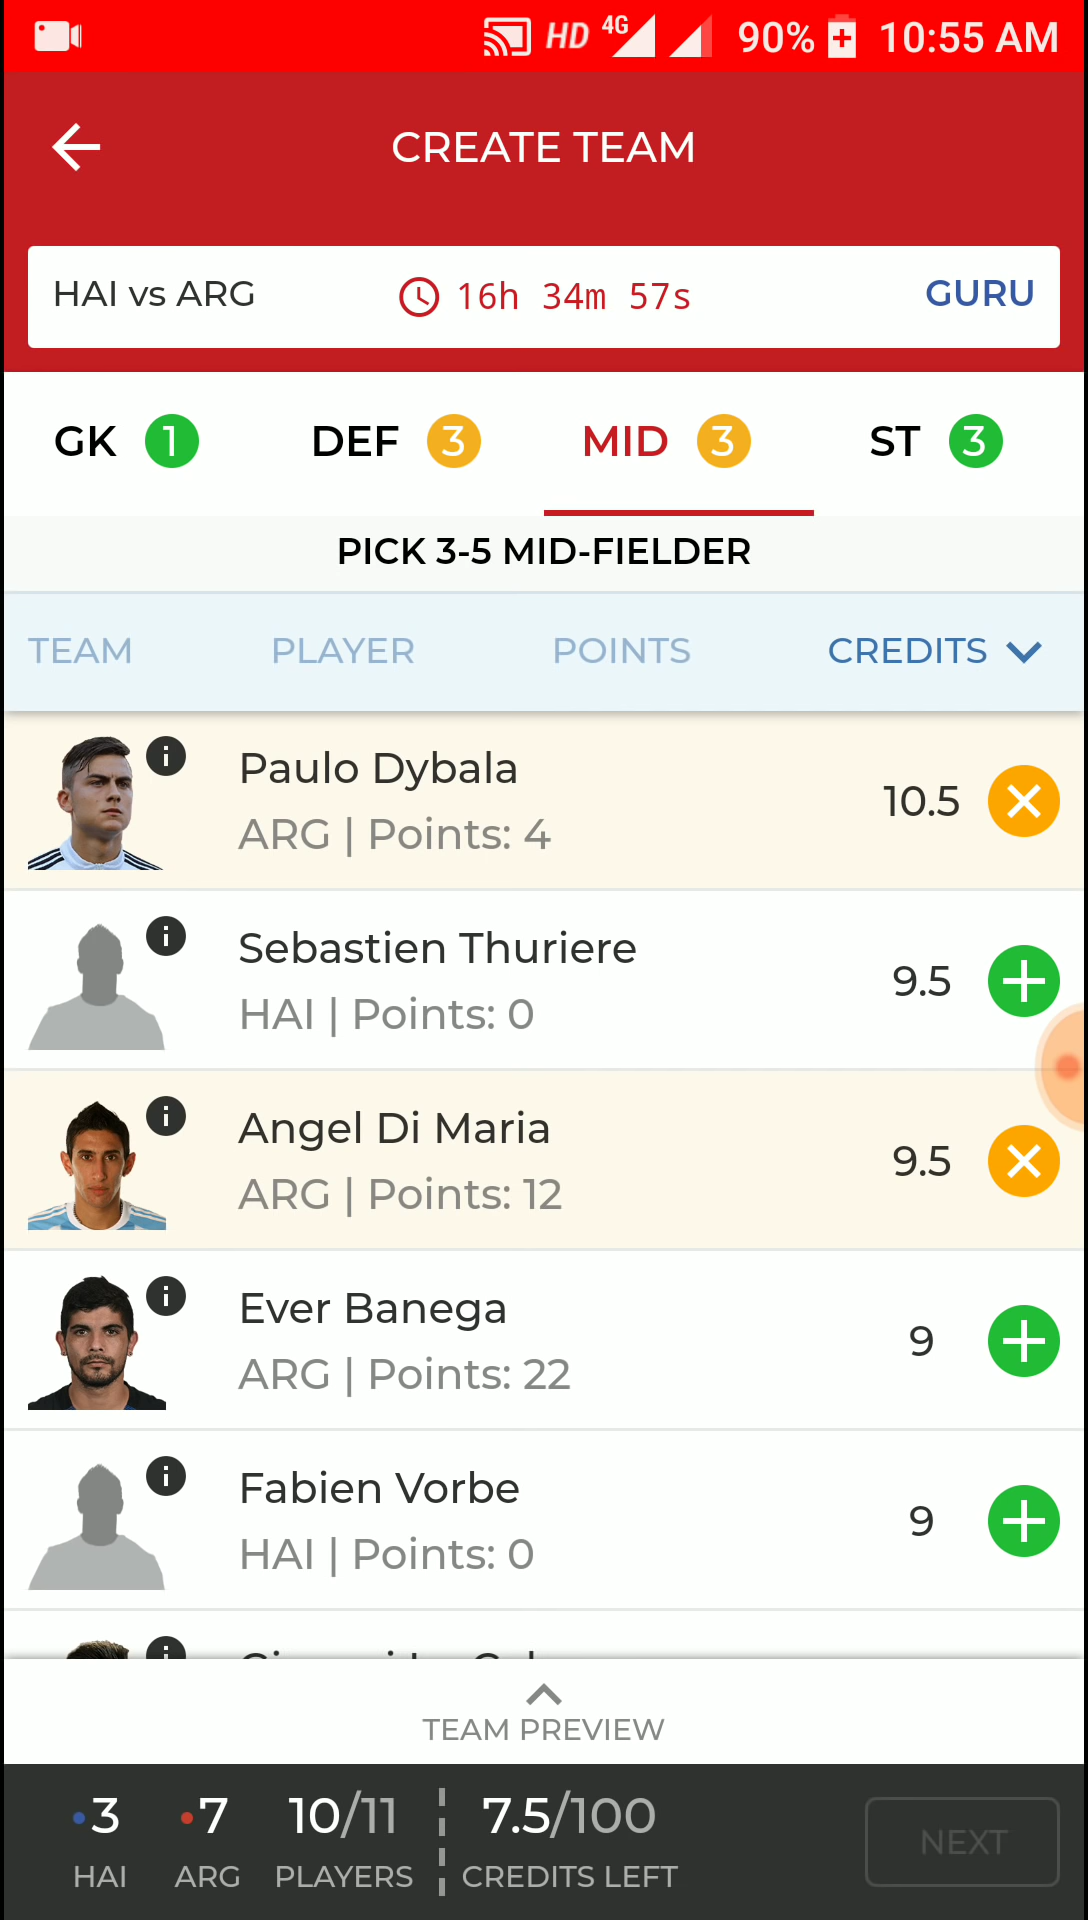 HD 4G 90% 10:55 AM
CREATE TEAM
HAI vs ARG 16h 34m 57s GURU
GK 1 DEF 3 MID 3 ST 3
PICK 3-5 MID-FIELDER
TEAM PLAYER POINTS CREDITS
Paulo Dybala
ARG | Points: 4
10.5
Sebastien Thuriere
HAI | Points: 0
9.5
Angel Di Maria
ARG | Points: 12
9.5
Ever Banega
ARG | Points: 22
9
Fabien Vorbe
HAI | Points: 0
9
TEAM PREVIEW
3 7 10/11 7.5/100
HAI ARG PLAYERS CREDITS LEFT
NEXT